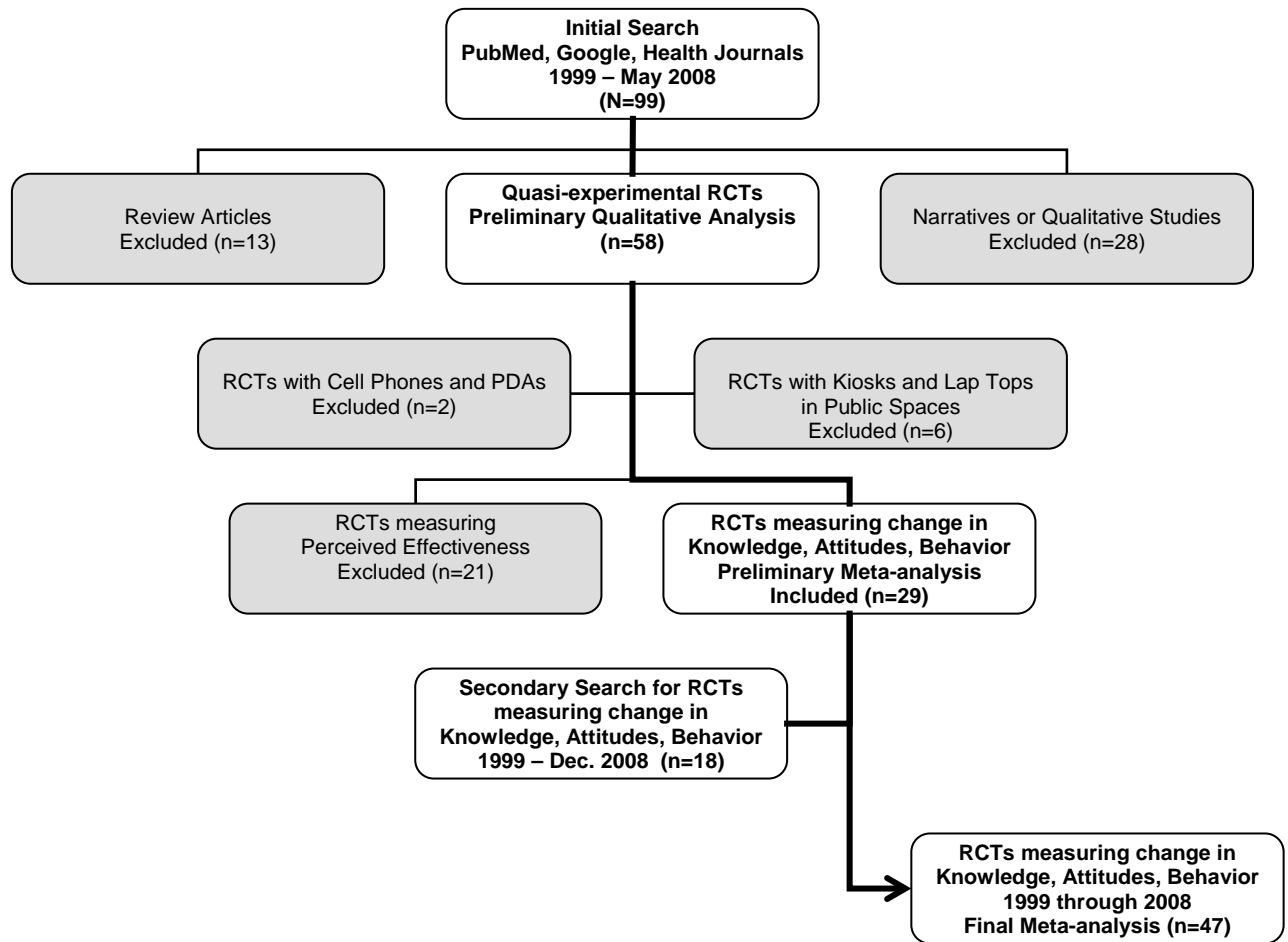 Initial Search
PubMed, Google, Health Journals
1999 – May 2008
(N=99)
Review Articles
Excluded (n=13)
Quasi-experimental RCTs
Preliminary Qualitative Analysis
(n=58)
Narratives or Qualitative Studies
Excluded (n=28)
RCTs with Cell Phones and PDAs
Excluded (n=2)
RCTs with Kiosks and Lap Tops
in Public Spaces
Excluded (n=6)
RCTs measuring
Perceived Effectiveness
Excluded (n=21)
RCTs measuring change in
Knowledge, Attitudes, Behavior
Preliminary Meta-analysis
Included (n=29)
Secondary Search for RCTs
measuring change in
Knowledge, Attitudes, Behavior
1999 – Dec. 2008 (n=18)
RCTs measuring change in
Knowledge, Attitudes, Behavior
1999 through 2008
Final Meta-analysis (n=47)